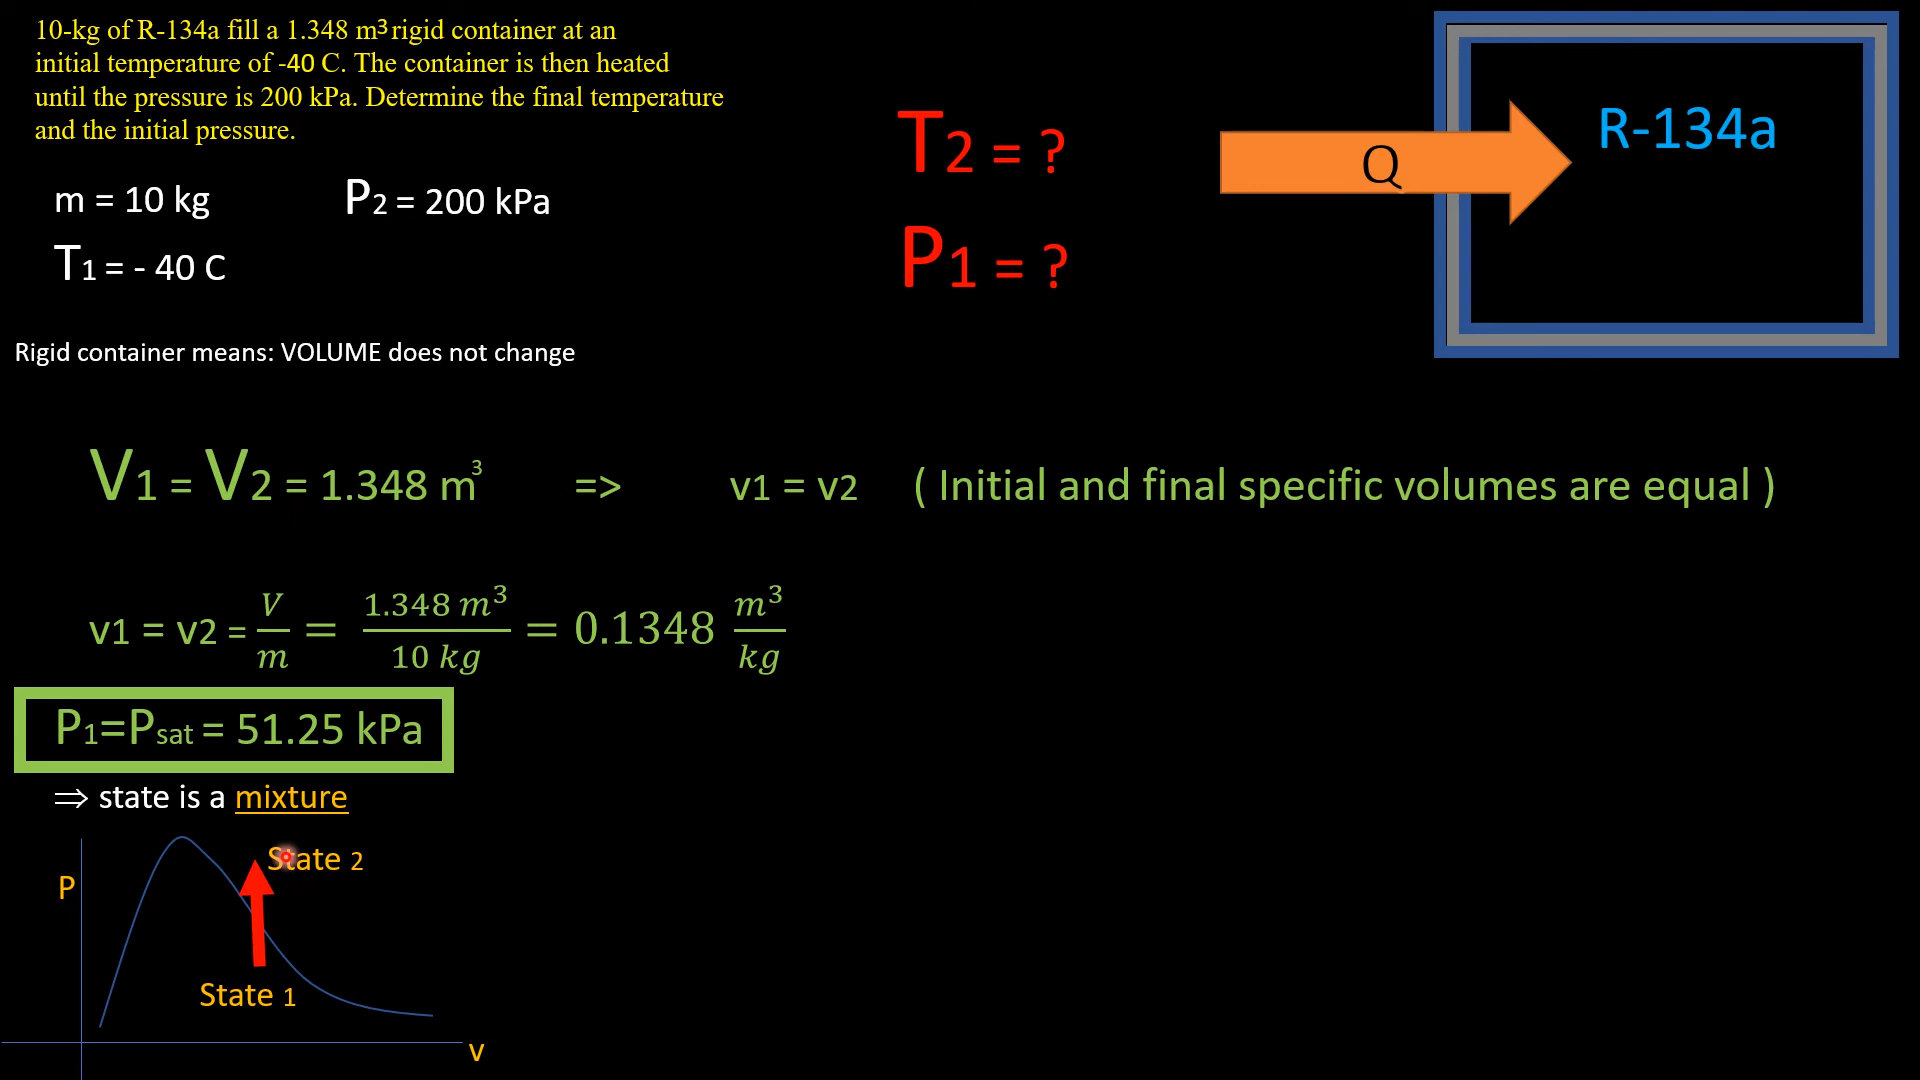 10-kg of R-134a fill a 1.348 m³ rigid container at an
initial temperature of -40 C. The container is then heated
until the pressure is 200 kPa. Determine the final temperature
and the initial pressure.
m = 10 kg
P2 = 200 kPa
T1 = - 40 C
T2 = ?
P1 = ?
Q
R-134a
Rigid container means: VOLUME does not change
V1 = V2 = 1.348 m³ => v1 = v2 ( Initial and final specific volumes are equal )
v1 = v2 = V/m = 1.348 m³/10 kg = 0.1348 m³/kg
P1=Psat = 51.25 kPa
⇒ state is a mixture
State 2
P
State 1
v